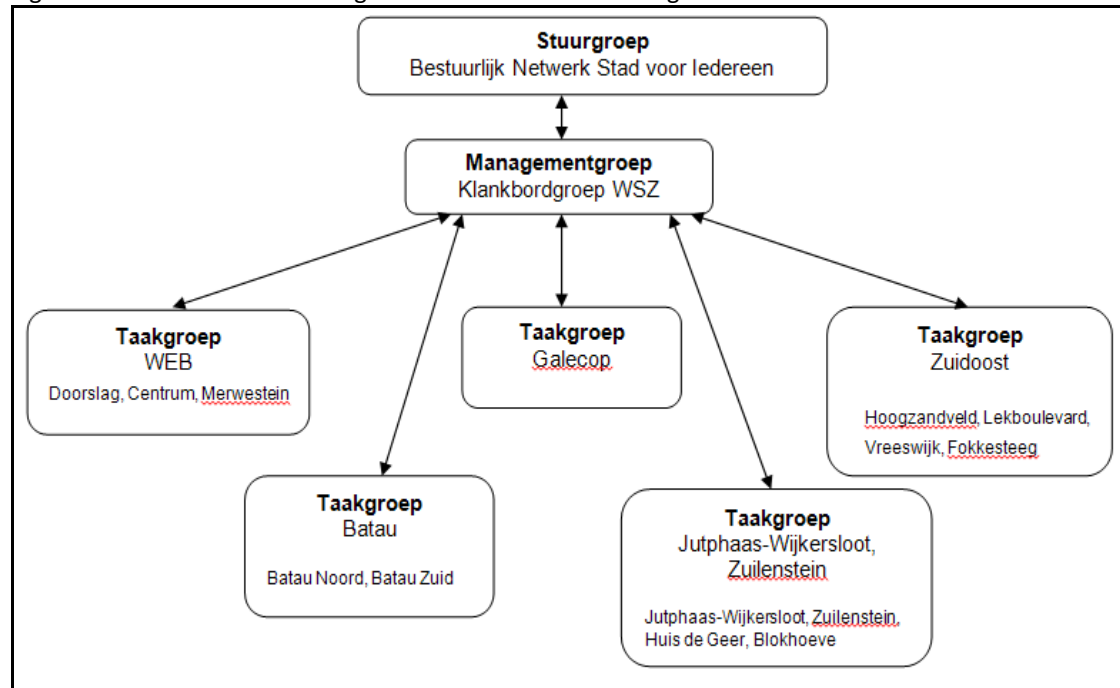 Stuurgroep
Bestuurlijk Netwerk Stad voor Iedereen
Managementgroep
Klankbordgroep WSZ
Taakgroep
WEB
Doorslag, Centrum, Merwestein
Taakgroep
Galecop
Taakgroep
Zuidoost
Hoogzandveld, Lekboulevard,
Vreeswijk, Fokkesteeg
Taakgroep
Batau
Batau Noord, Batau Zuid
Taakgroep
Jutphaas-Wijkersloot,
Zuilenstein
Jutphaas-Wijkersloot, Zuilenstein,
Huis de Geer, Blokhoeve